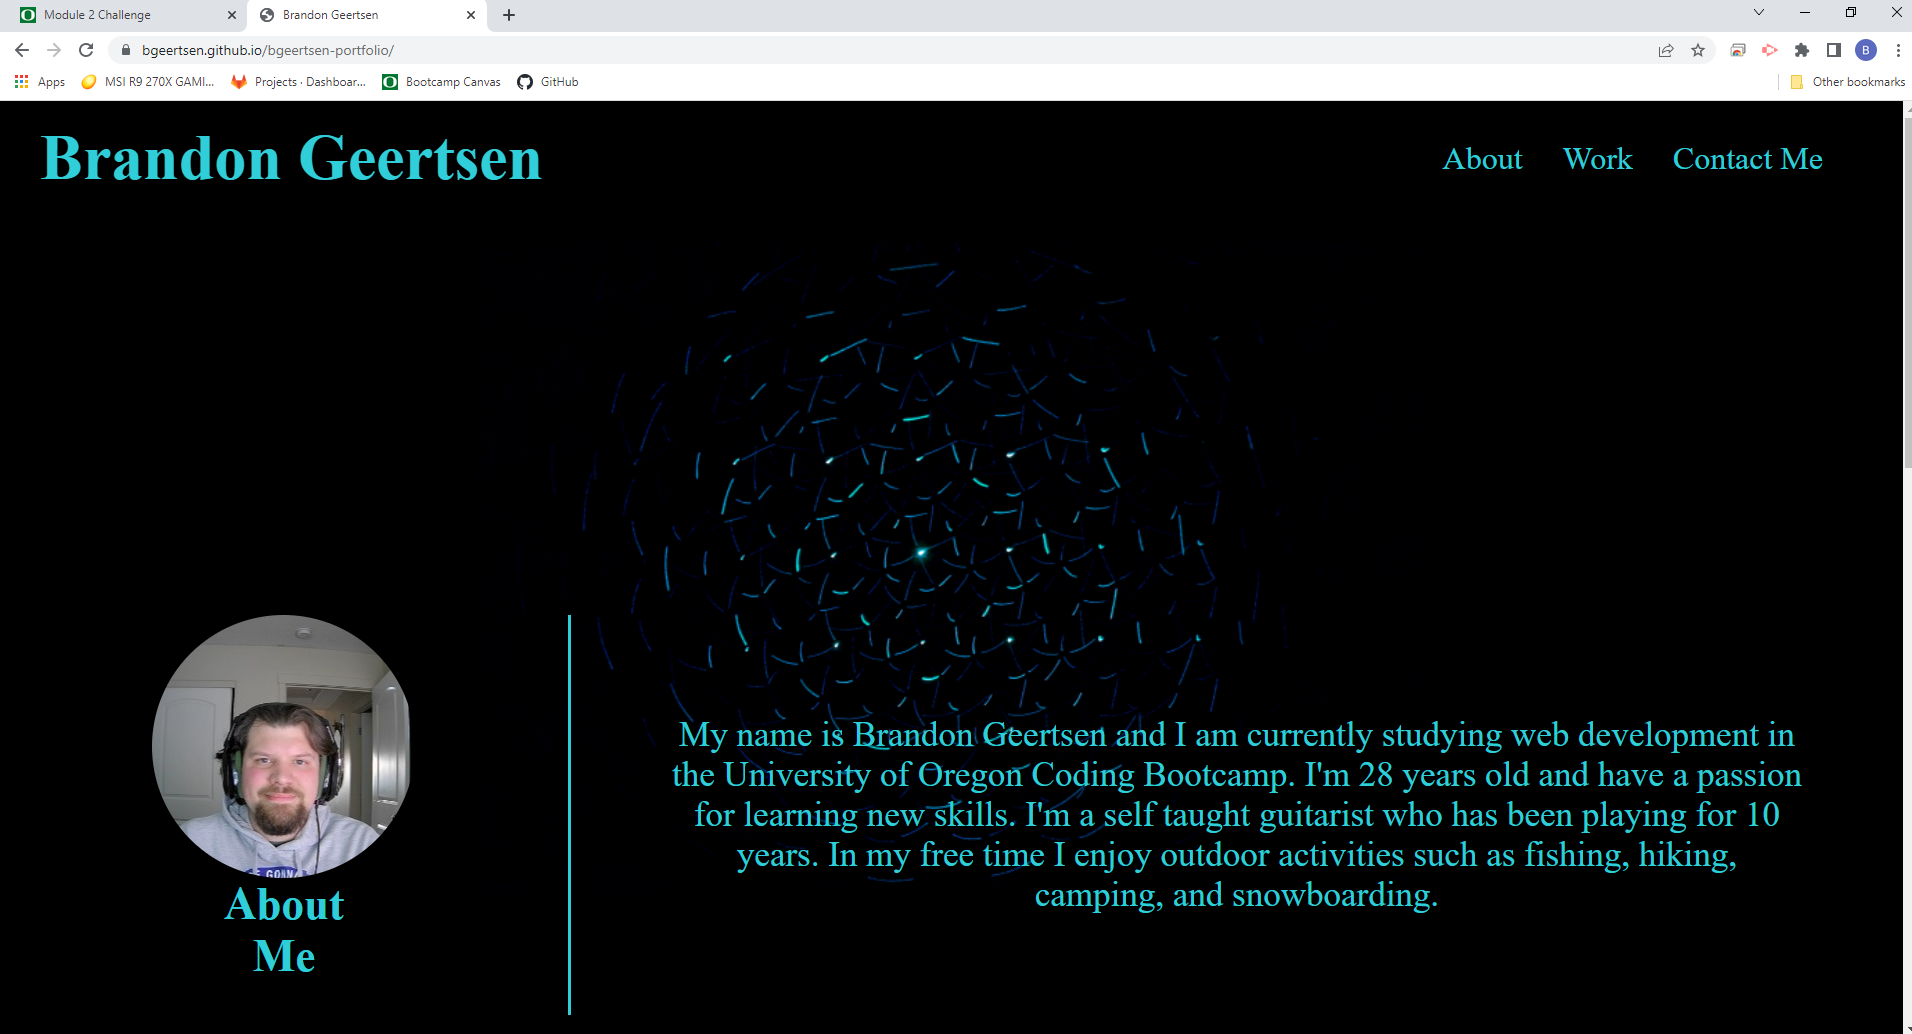 Module 2 Challenge
Brandon Geertsen
bgeertsen.github.io/bgeertsen-portfolio/
B
Apps
MSI R9 270X GAMI...
Projects · Dashboar...
Bootcamp Canvas
GitHub
Other bookmarks
Brandon Geertsen
About
Work
Contact Me
My name is Brandon Geertsen and I am currently studying web development in
the University of Oregon Coding Bootcamp. I'm 28 years old and have a passion
for learning new skills. I'm a self taught guitarist who has been playing for 10
years. In my free time I enjoy outdoor activities such as fishing, hiking,
camping, and snowboarding.
About
Me